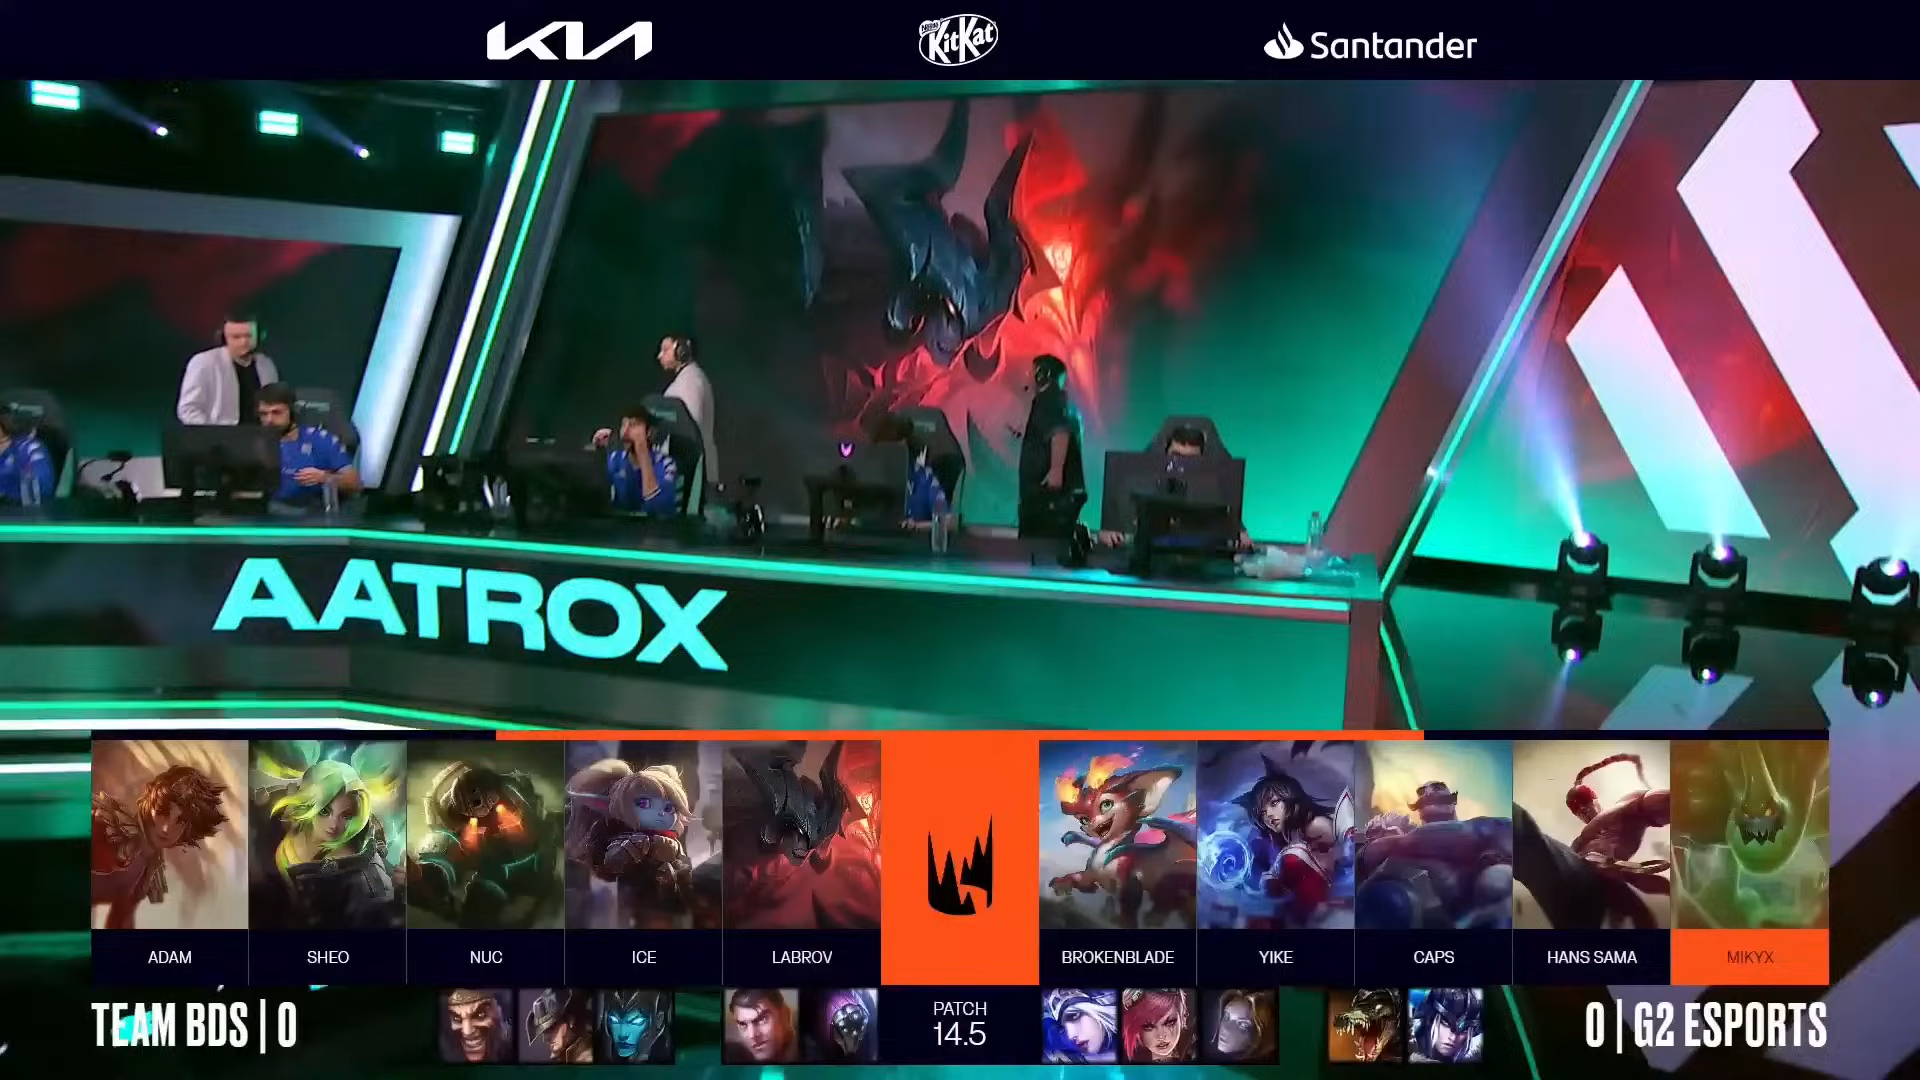 KIA
NESTLE
KitKat
Santander
AATROX
ADAM
SHEO
NUC
ICE
LABROV
BROKENBLADE
YIKE
CAPS
HANS SAMA
MIKYX
TEAM BDS | 0
PATCH
14.5
0 | G2 ESPORTS